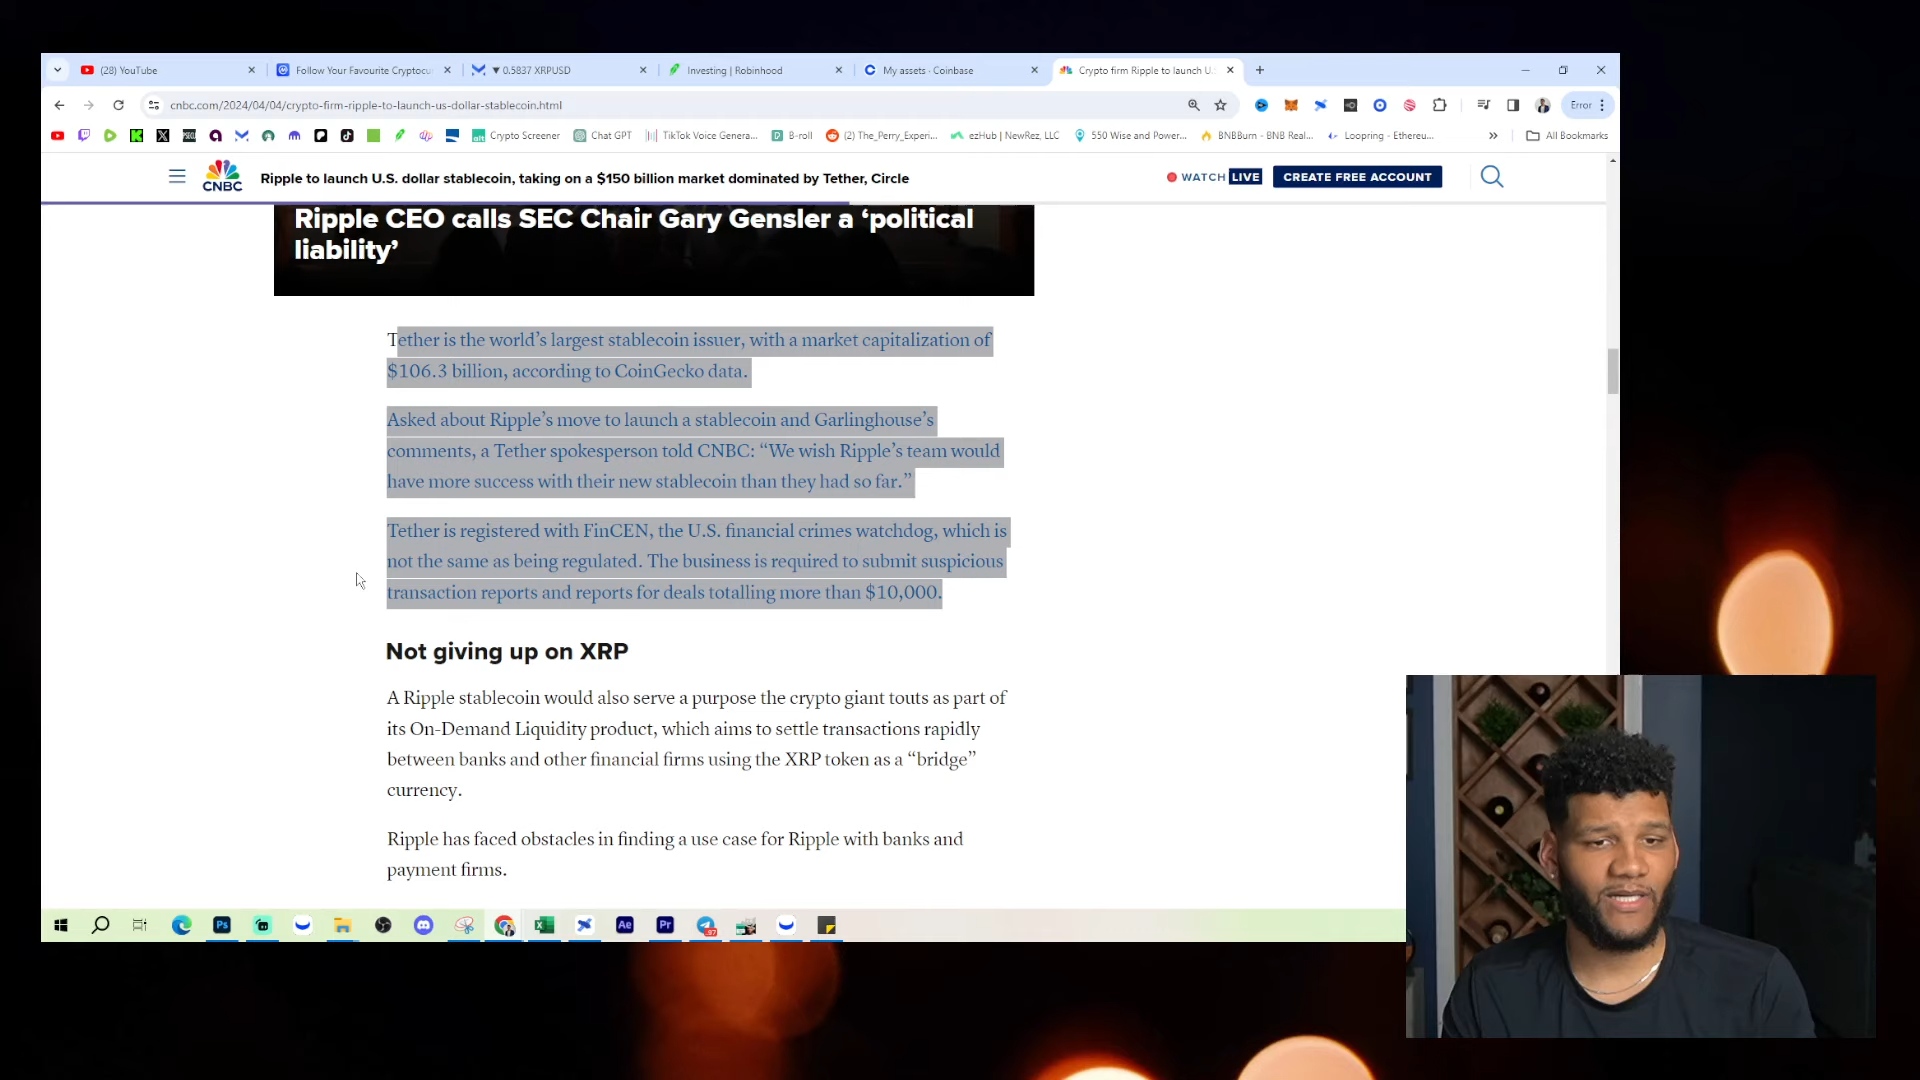 (28) YouTube
Follow Your Favourite Cryptocu
▼ 0.5837 XRPUSD
Investing | Robinhood
My assets - Coinbase
Crypto firm Ripple to launch U.
cnbc.com/2024/04/04/crypto-firm-ripple-to-launch-us-dollar-stablecoin.html
Error
Crypto Screener
Chat GPT
TikTok Voice Genera...
B-roll
(2) The_Perry_Experi...
ezHub | NewRez, LLC
550 Wise and Power...
BNBBurn - BNB Real...
Loopring - Ethereu...
All Bookmarks
CNBC
Ripple to launch U.S. dollar stablecoin, taking on a $150 billion market dominated by Tether, Circle
WATCH LIVE
CREATE FREE ACCOUNT
Ripple CEO calls SEC Chair Gary Gensler a ‘political
liability’
Tether is the world’s largest stablecoin issuer, with a market capitalization of
$106.3 billion, according to CoinGecko data.
Asked about Ripple’s move to launch a stablecoin and Garlinghouse’s
comments, a Tether spokesperson told CNBC: “We wish Ripple’s team would
have more success with their new stablecoin than they had so far.”
Tether is registered with FinCEN, the U.S. financial crimes watchdog, which is
not the same as being regulated. The business is required to submit suspicious
transaction reports and reports for deals totalling more than $10,000.
Not giving up on XRP
A Ripple stablecoin would also serve a purpose the crypto giant touts as part of
its On-Demand Liquidity product, which aims to settle transactions rapidly
between banks and other financial firms using the XRP token as a “bridge”
currency.
Ripple has faced obstacles in finding a use case for Ripple with banks and
payment firms.
Ps
Ae
Pr